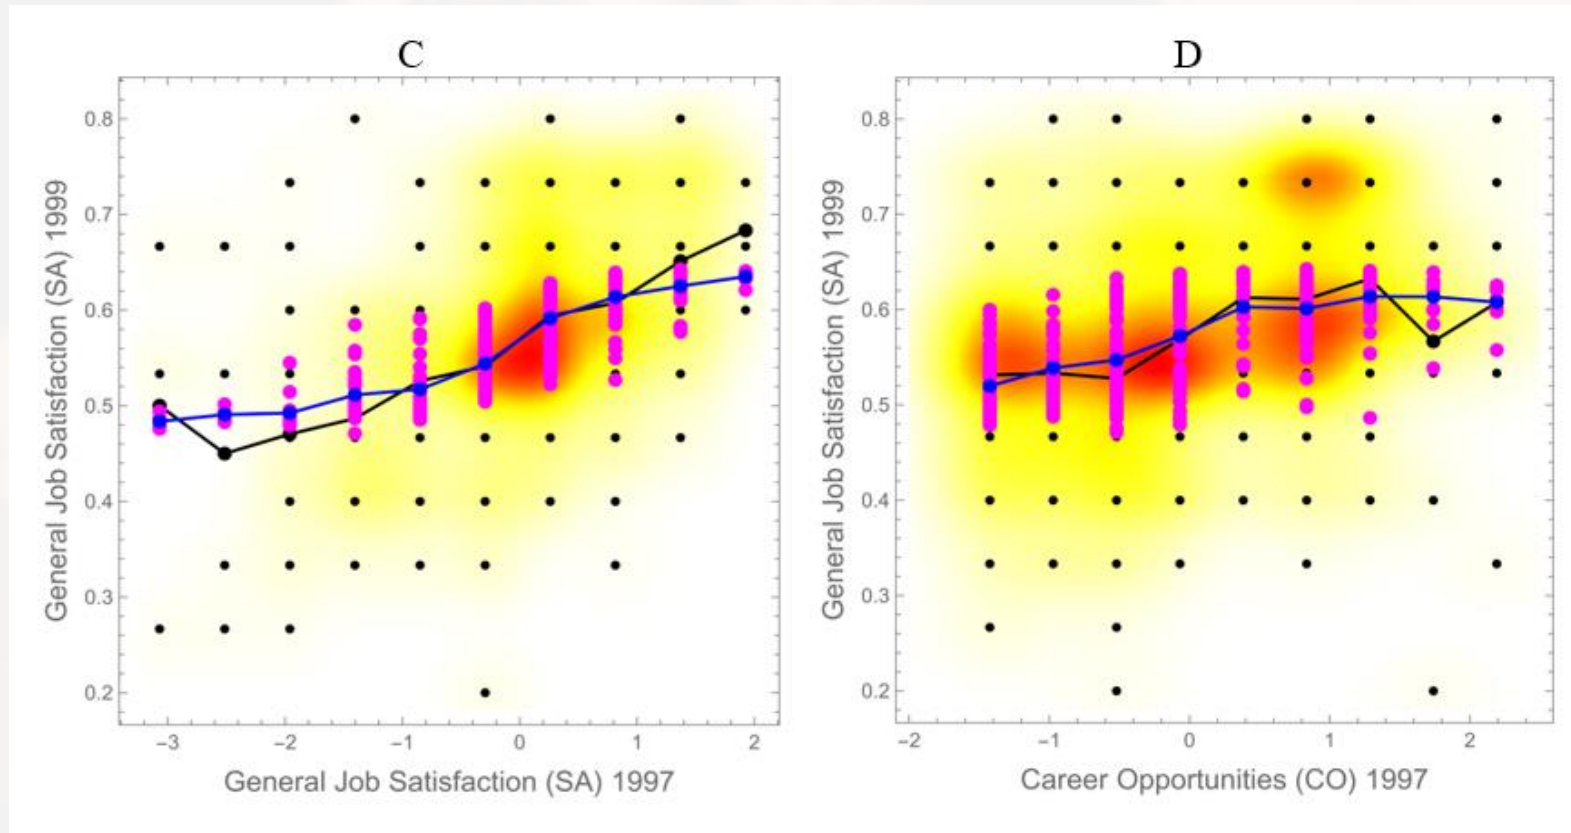 C
D
0.8
0.7
0.6
0.5
0.4
0.3
0.2
General Job Satisfaction (SA) 1999
−3 −2 −1 0 1 2
General Job Satisfaction (SA) 1997
0.8
0.7
0.6
0.5
0.4
0.3
0.2
General Job Satisfaction (SA) 1999
−2 −1 0 1 2
Career Opportunities (CO) 1997